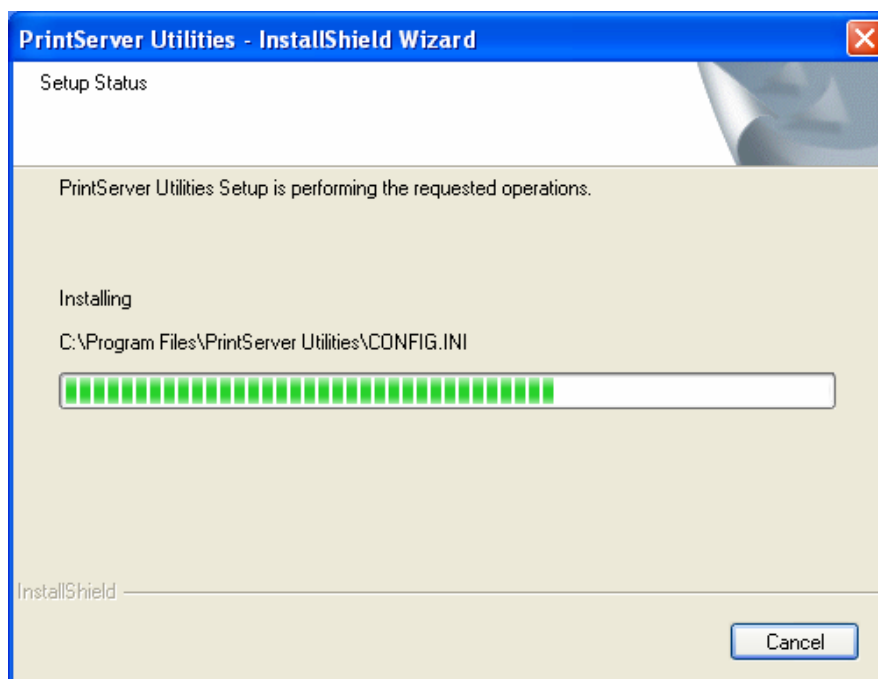 PrintServer Utilities - InstallShield Wizard
Setup Status
PrintServer Utilities Setup is performing the requested operations.
Installing
C:\Program Files\PrintServer Utilities\CONFIG.INI
InstallShield
Cancel